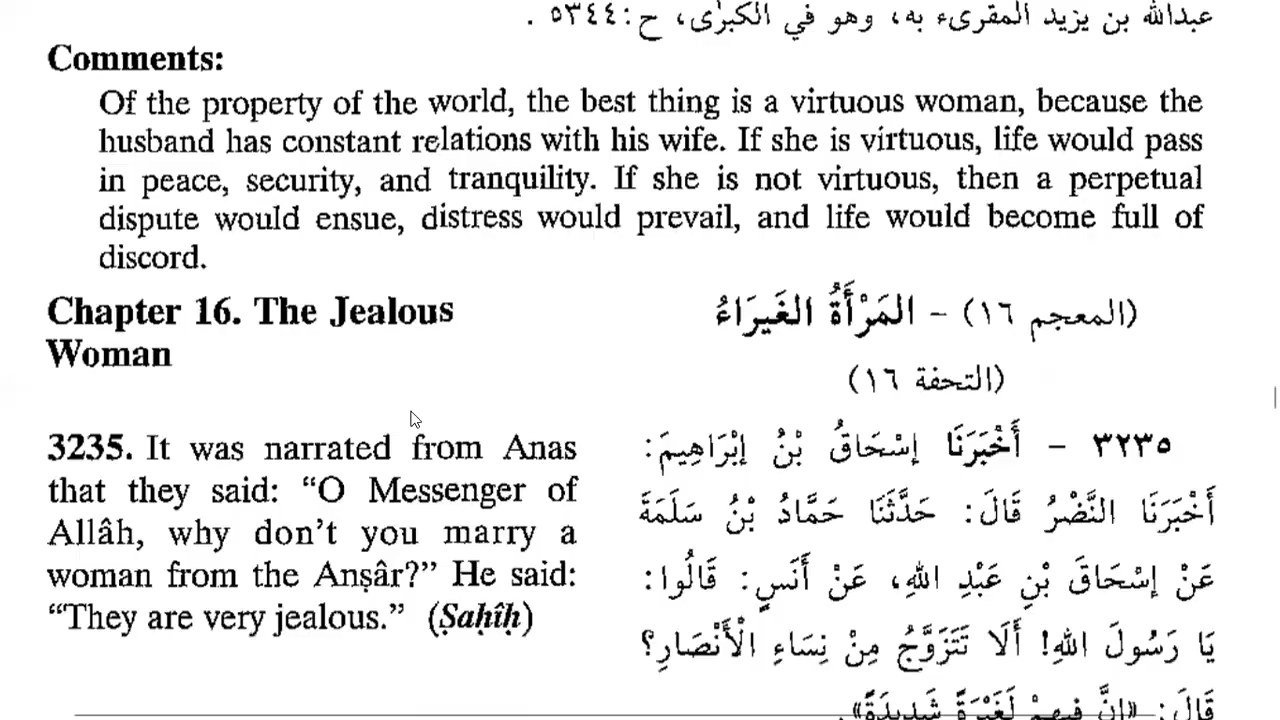 عبدالله بن يزيد المقرىء به، وهو في الكبرٰى، ح:٥٣٤٤ .
Comments:
Of the property of the world, the best thing is a virtuous woman, because the
husband has constant relations with his wife. If she is virtuous, life would pass
in peace, security, and tranquility. If she is not virtuous, then a perpetual
dispute would ensue, distress would prevail, and life would become full of
discord.
Chapter 16. The Jealous
Woman
(المعجم ١٦) - المَرْأَةُ الغَيرَاءُ
(التحفة ١٦)
3235. It was narrated from Anas
that they said: “O Messenger of
Allâh, why don’t you marry a
woman from the Anṣâr?” He said:
“They are very jealous.” (Ṣaḥîḥ)
٣٢٣٥ - أَخْبَرَنَا إِسْحَاقُ بْنُ إِبْرَاهِيمَ:
أَخْبَرَنَا النَّضْرُ قَالَ: حَدَّثَنَا حَمَّادُ بْنُ سَلَمَةَ
عَنْ إِسْحَاقَ بْنِ عَبْدِ اللهِ، عَنْ أَنَسٍ: قَالُوا:
يَا رَسُولَ اللهِ! أَلَا تَتَزَوَّجُ مِنْ نِسَاءِ الْأَنْصَارِ؟
قَالَ: «إِنَّ فِيهِمْ لَغَيْرَةً شَدِيدَةً».